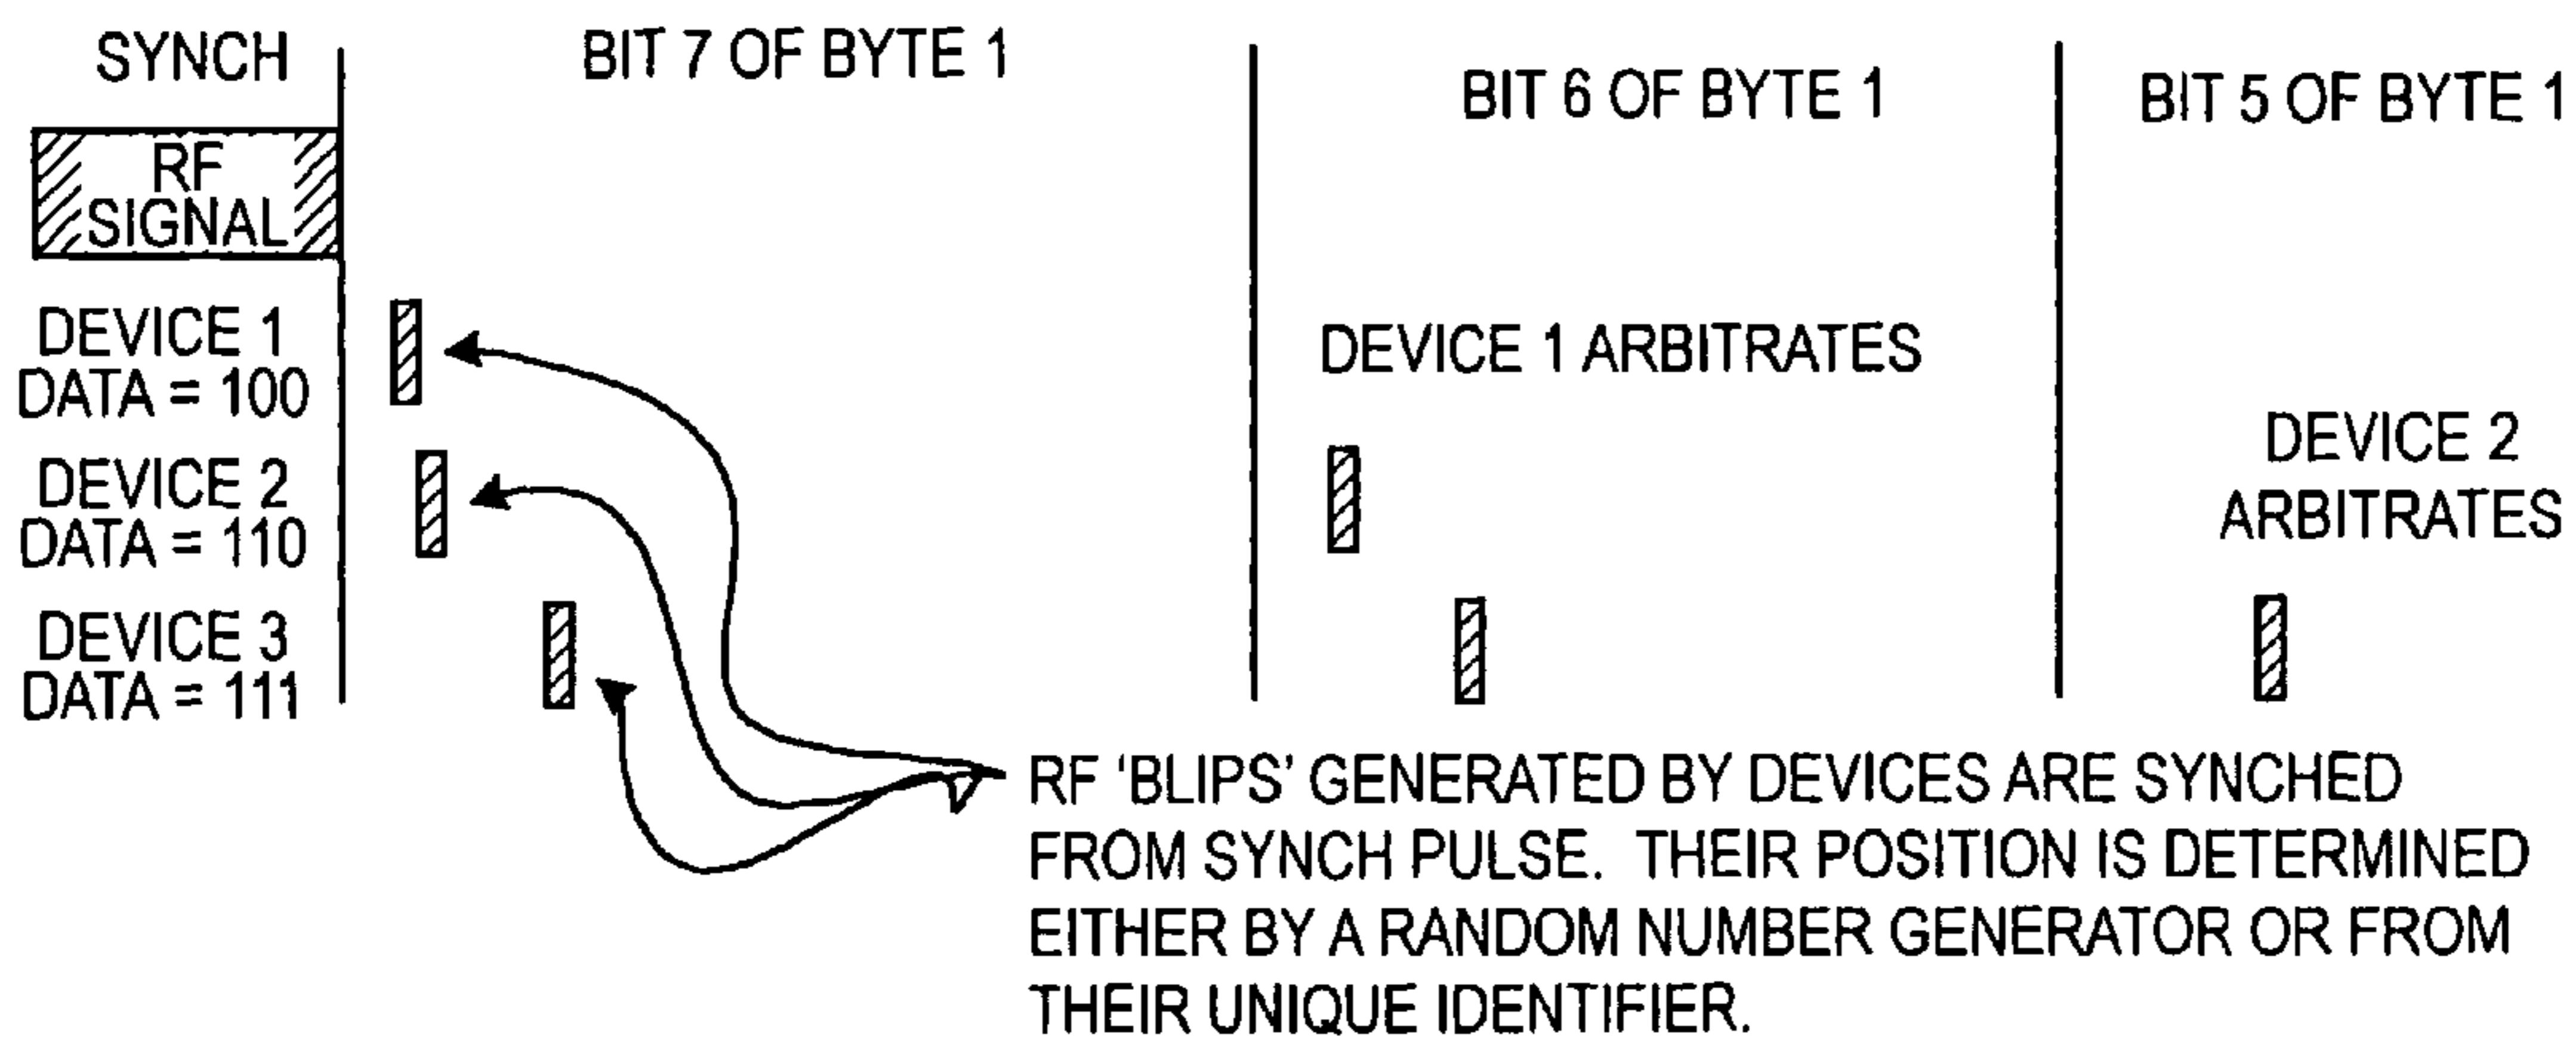 SYNCH
BIT 7 OF BYTE 1
BIT 6 OF BYTE 1
BIT 5 OF BYTE 1
RF
SIGNAL
DEVICE 1
DATA = 100
DEVICE 1 ARBITRATES
DEVICE 2
DATA = 110
DEVICE 2
ARBITRATES
DEVICE 3
DATA = 111
RF 'BLIPS' GENERATED BY DEVICES ARE SYNCHED
FROM SYNCH PULSE. THEIR POSITION IS DETERMINED
EITHER BY A RANDOM NUMBER GENERATOR OR FROM
THEIR UNIQUE IDENTIFIER.